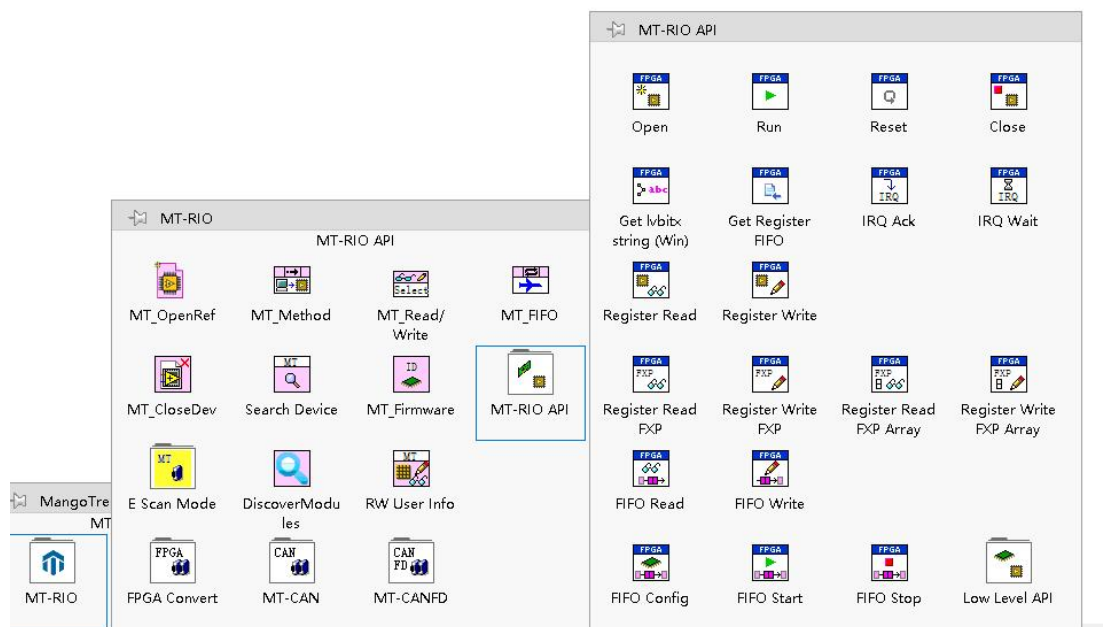 MangoTre
MT
MT-RIO
MT-RIO
MT-RIO API
MT_OpenRef
MT_Method
Select
MT_Read/
Write
MT_FIFO
MT_CloseDev
MT
Search Device
ID
MT_Firmware
MT-RIO API
MT
E Scan Mode
DiscoverModu
les
MT
RW User Info
FPGA
FPGA Convert
CAN
MT-CAN
CAN
FD
MT-CANFD
MT-RIO API
FPGA
Open
FPGA
Run
FPGA
Reset
FPGA
Close
FPGA
abc
Get lvbitx
string (Win)
FPGA
Get Register
FIFO
FPGA
IRQ
IRQ Ack
FPGA
IRQ
IRQ Wait
FPGA
Register Read
FPGA
Register Write
FPGA
FXP
Register Read
FXP
FPGA
FXP
Register Write
FXP
FPGA
FXP
Register Read
FXP Array
FPGA
FXP
Register Write
FXP Array
FPGA
FIFO Read
FPGA
FIFO Write
FPGA
FIFO Config
FPGA
FIFO Start
FPGA
FIFO Stop
Low Level API